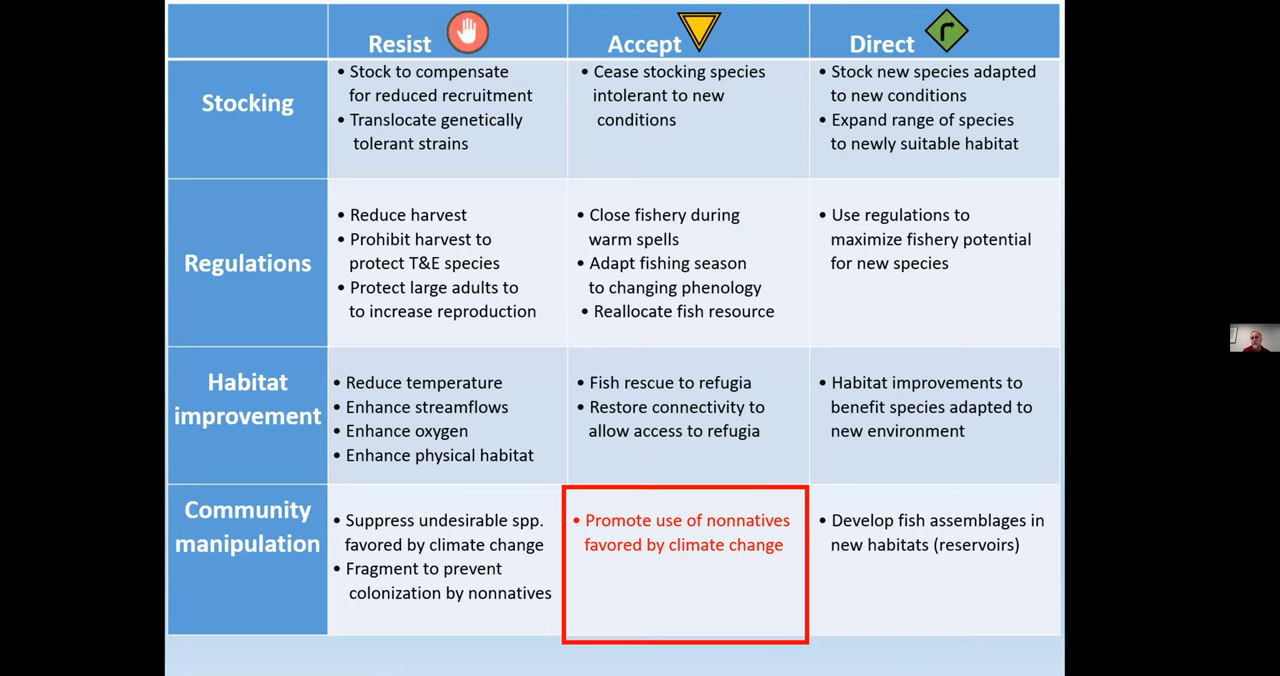 Resist
Accept
Direct
Stocking
• Stock to compensate
for reduced recruitment
• Translocate genetically
tolerant strains
• Cease stocking species
intolerant to new
conditions
• Stock new species adapted
to new conditions
• Expand range of species
to newly suitable habitat
Regulations
• Reduce harvest
• Prohibit harvest to
protect T&E species
• Protect large adults to
to increase reproduction
• Close fishery during
warm spells
• Adapt fishing season
to changing phenology
• Reallocate fish resource
• Use regulations to
maximize fishery potential
for new species
Habitat
improvement
• Reduce temperature
• Enhance streamflows
• Enhance oxygen
• Enhance physical habitat
• Fish rescue to refugia
• Restore connectivity to
allow access to refugia
• Habitat improvements to
benefit species adapted to
new environment
Community
manipulation
• Suppress undesirable spp.
favored by climate change
• Fragment to prevent
colonization by nonnatives
• Promote use of nonnatives
favored by climate change
• Develop fish assemblages in
new habitats (reservoirs)